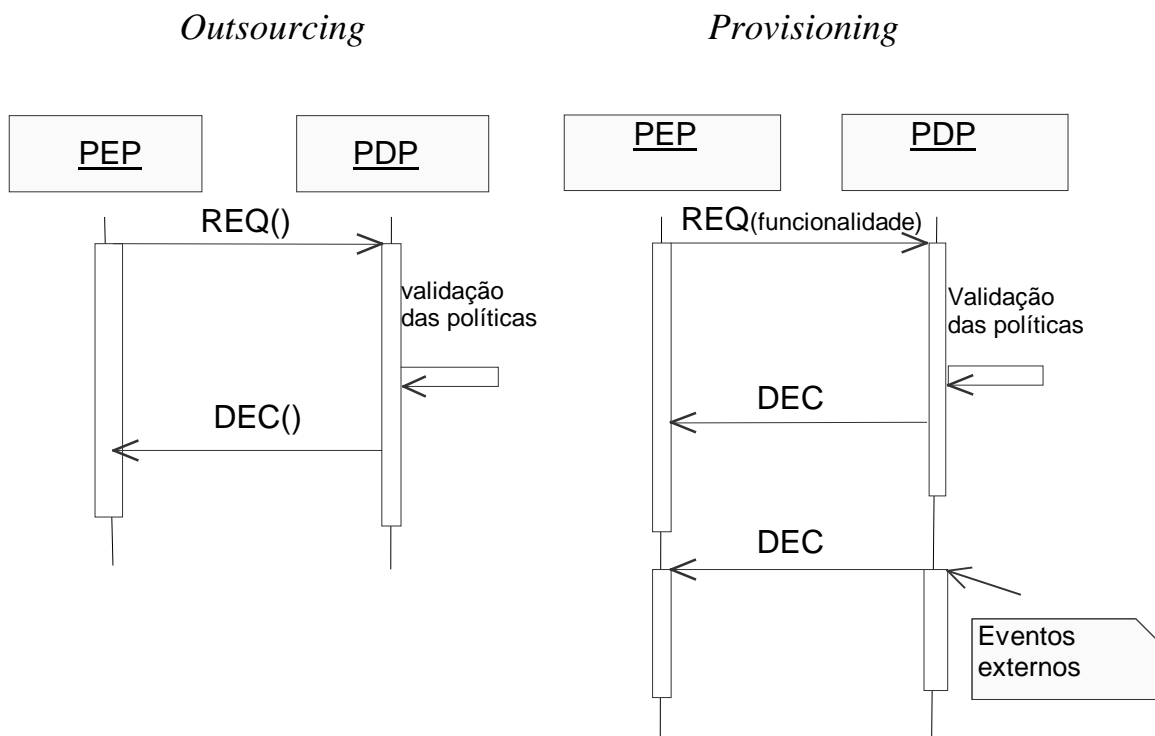 Outsourcing
Provisioning
PEP
PDP
PEP
PDP
REQ()
REQ(funcionalidade)
validação
das políticas
Validação
das políticas
DEC()
DEC
DEC
Eventos
externos